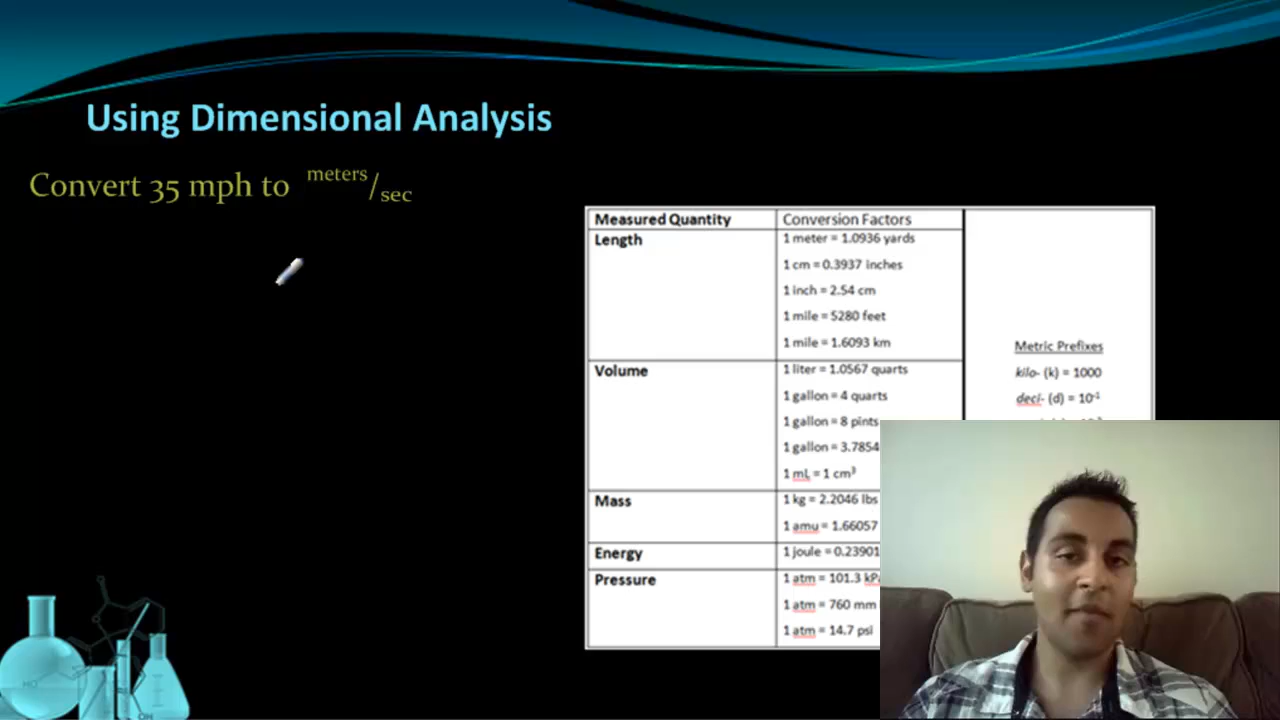 Using Dimensional Analysis
Convert 35 mph to meters/sec
Measured Quantity
Conversion Factors
Length
1 meter = 1.0936 yards
1 cm = 0.3937 inches
1 inch = 2.54 cm
1 mile = 5280 feet
1 mile = 1.6093 km
Volume
1 liter = 1.0567 quarts
1 gallon = 4 quarts
1 gallon = 8 pints
1 gallon = 3.7854
1 mL = 1 cm³
Mass
1 kg = 2.2046 lbs
1 amu = 1.66057
Energy
1 joule = 0.23901
Pressure
1 atm = 101.3 kPa
1 atm = 760 mm
1 atm = 14.7 psi
Metric Prefixes
kilo- (k) = 1000
deci- (d) = 10⁻¹
HO
OH